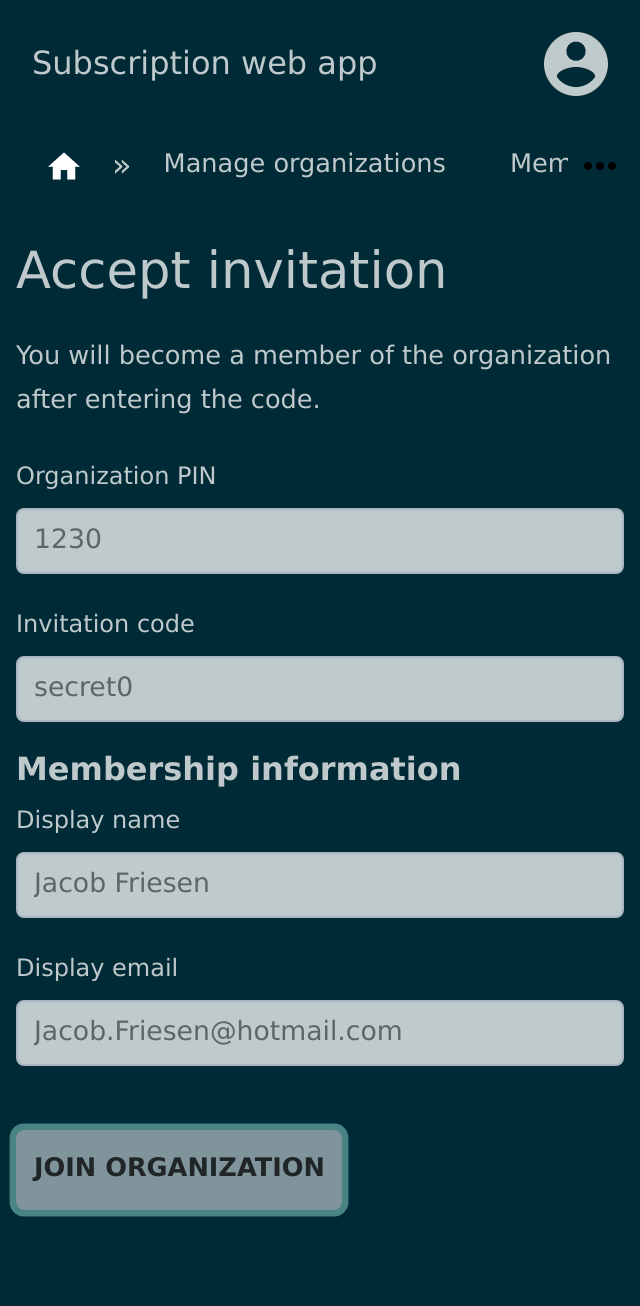 Subscription web app
» Manage organizations Mem
Accept invitation
You will become a member of the organization
after entering the code.
Organization PIN
1230
Invitation code
secret0
Membership information
Display name
Jacob Friesen
Display email
Jacob.Friesen@hotmail.com
JOIN ORGANIZATION